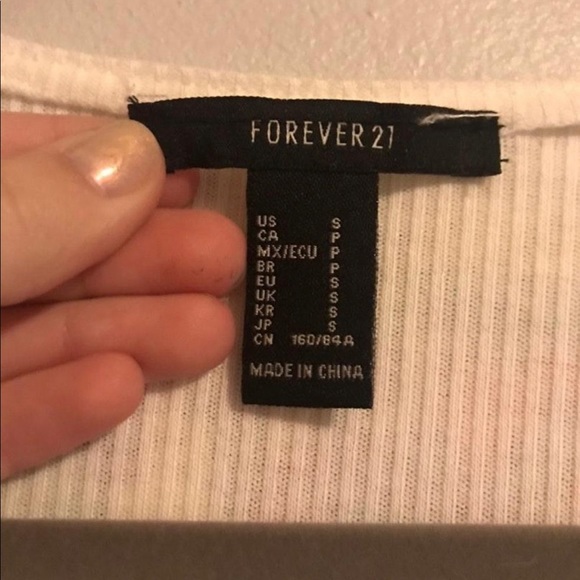 FOREVER 21
US S
CA P
MX/ECU P
BR P
EU S
UK S
KR S
JP S
CN 160/84A
MADE IN CHINA